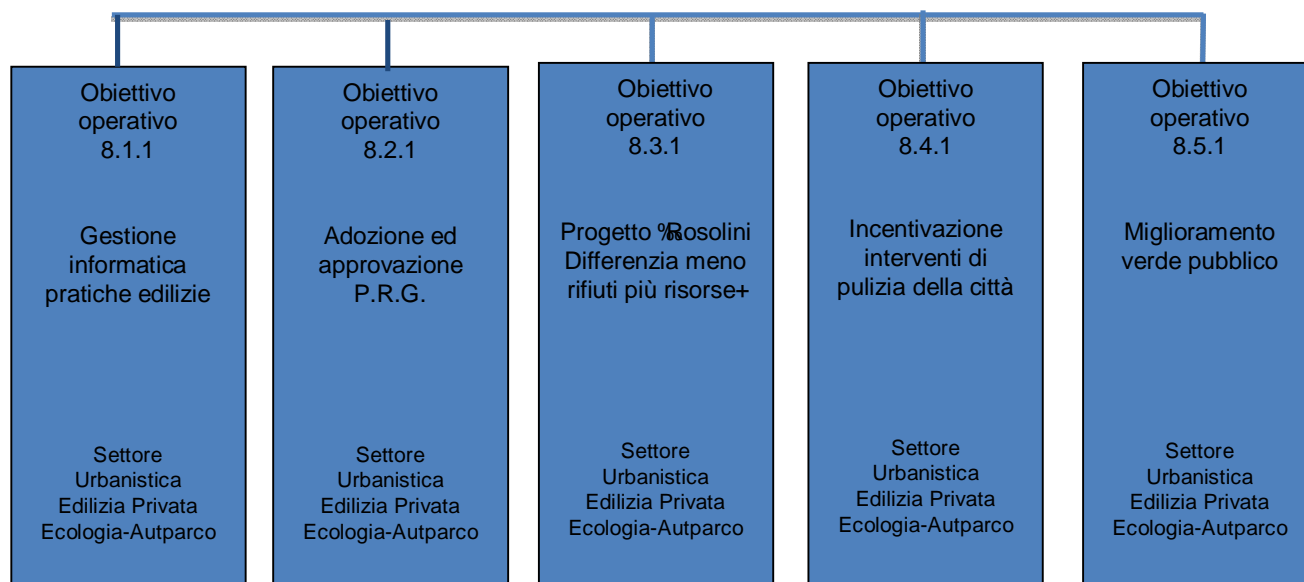 Obiettivo
operativo
8.1.1
Gestione
informatica
pratiche edilizie
Settore
Urbanistica
Edilizia Privata
Ecologia-Autparco
Obiettivo
operativo
8.2.1
Adozione ed
approvazione
P.R.G.
Settore
Urbanistica
Edilizia Privata
Ecologia-Autparco
Obiettivo
operativo
8.3.1
Progetto ‰Rosolini
Differenzia meno
rifiuti più risorse+
Settore
Urbanistica
Edilizia Privata
Ecologia-Autparco
Obiettivo
operativo
8.4.1
Incentivazione
interventi di
pulizia della città
Settore
Urbanistica
Edilizia Privata
Ecologia-Autparco
Obiettivo
operativo
8.5.1
Miglioramento
verde pubblico
Settore
Urbanistica
Edilizia Privata
Ecologia-Autparco